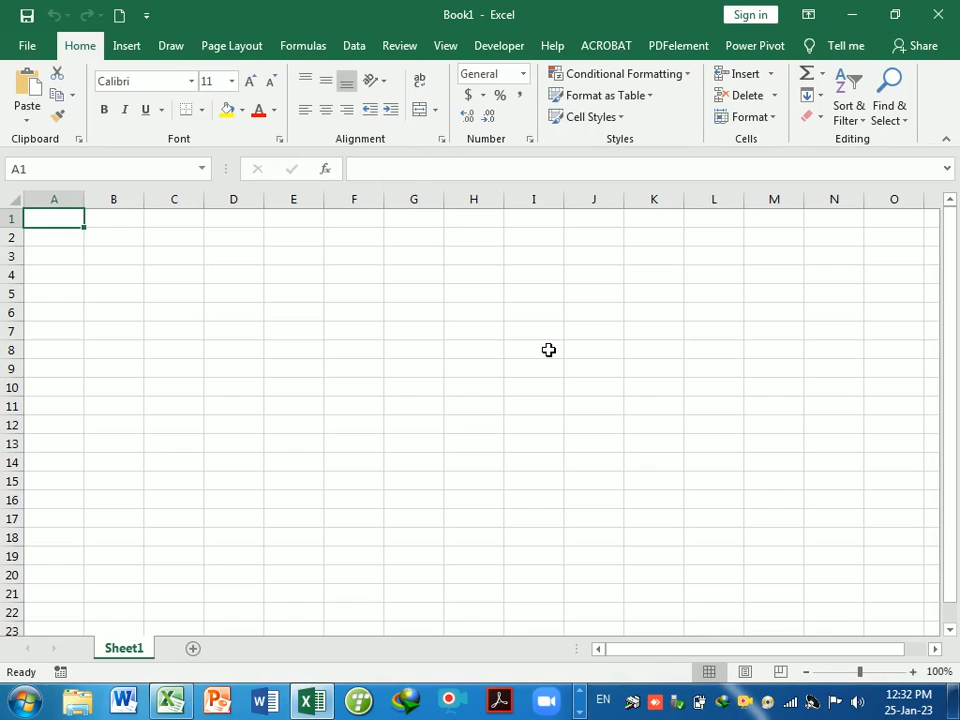 Book1 - Excel
Sign in
File Home Insert Draw Page Layout Formulas Data Review View Developer Help ACROBAT PDFelement Power Pivot Tell me Share
Paste
Calibri 11
B I U
A
ab
General
$ % ,
Conditional Formatting
Format as Table
Cell Styles
Insert
Delete
Format
Sort & Filter
Find & Select
Clipboard Font Alignment Number Styles Cells Editing
A1
fx
A B C D E F G H I J K L M N O
1
2
3
4
5
6
7
8
9
10
11
12
13
14
15
16
17
18
19
20
21
22
23
Sheet1
Ready
100%
EN
12:32 PM
25-Jan-23